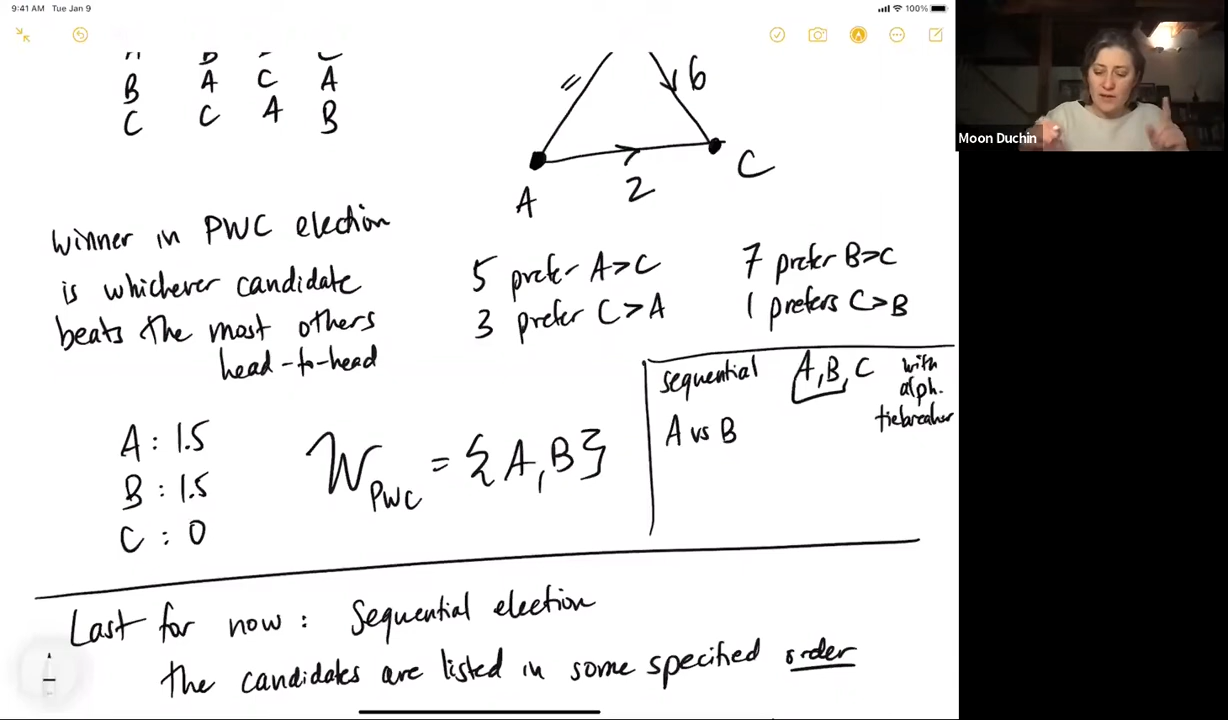 9:41 AM Tue Jan 9
100%
B A C A
C C A B
=
6
A
2
C
winner in PWC election
is whichever candidate
beats the most others
head-to-head
5 prefer A>C
3 prefer C>A
7 prefer B>C
1 prefers C>B
sequential A,B,C with
alph.
tiebreaker
A vs B
A : 1.5
B : 1.5
C : 0
W PWC = {A,B}
Last for now : Sequential election
the candidates are listed in some specified order
Moon Duchin